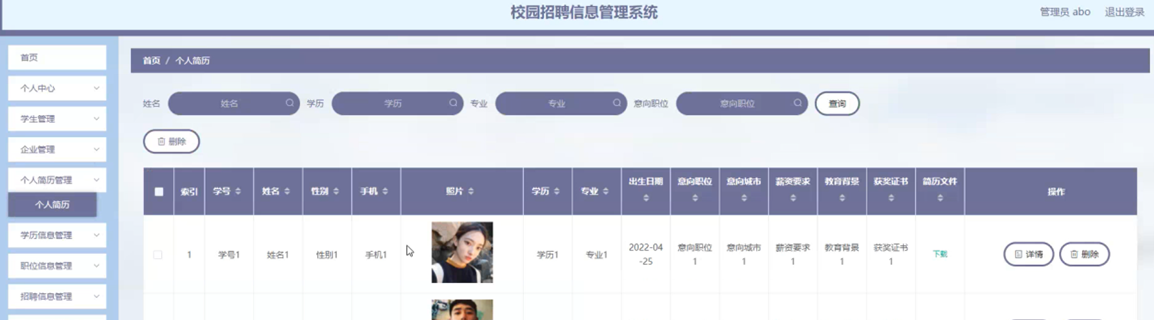 校园招聘信息管理系统
管理员 abo 退出登录
首页
个人中心
学生管理
企业管理
个人简历管理
个人简历
学历信息管理
职位信息管理
招聘信息管理
首页 / 个人简历
姓名 姓名 学历 学历 专业 专业 意向职位 意向职位 查询
删除
索引 学号 姓名 性别 手机 照片 学历 专业 出生日期 意向职位 意向城市 薪资要求 教育背景 获奖证书 简历文件 操作
1 学号1 姓名1 性别1 手机1 学历1 专业1 2022-04-25 意向职位1 意向城市1 薪资要求1 教育背景1 获奖证书1 下载 详情 删除